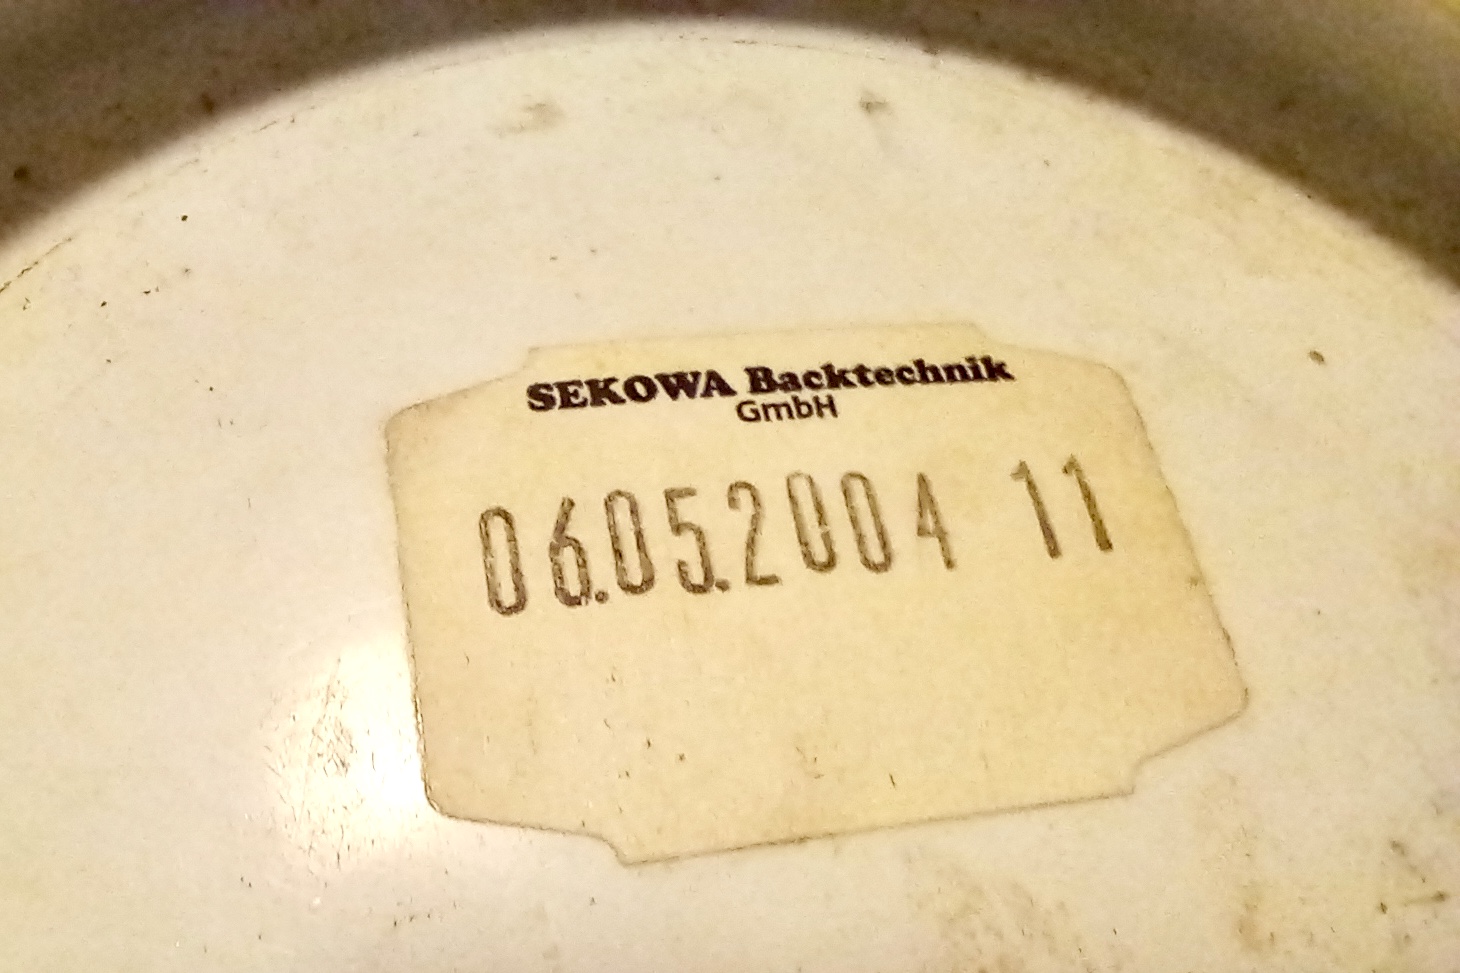 SEKOWA Backtechnik
GmbH
06.05.2004 11